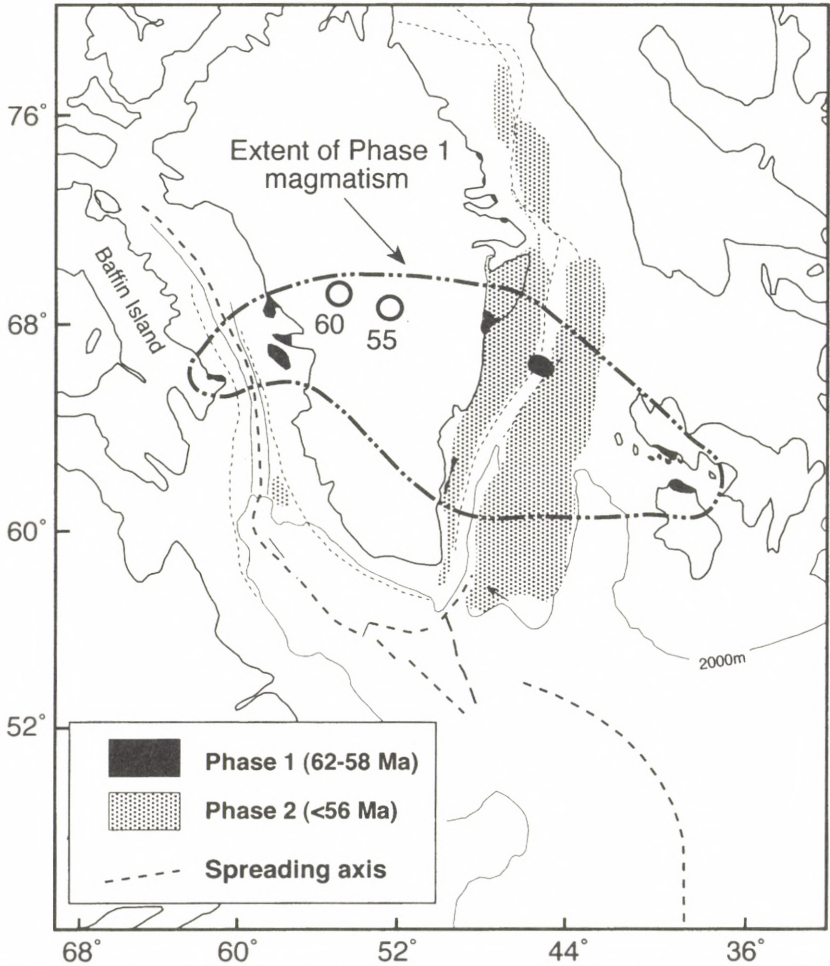 76°
Extent of Phase 1
magmatism
Baffin Island
68°
60
55
60°
2000m
52°
Phase 1 (62-58 Ma)
Phase 2 (<56 Ma)
Spreading axis
68°
60°
52°
44°
36°